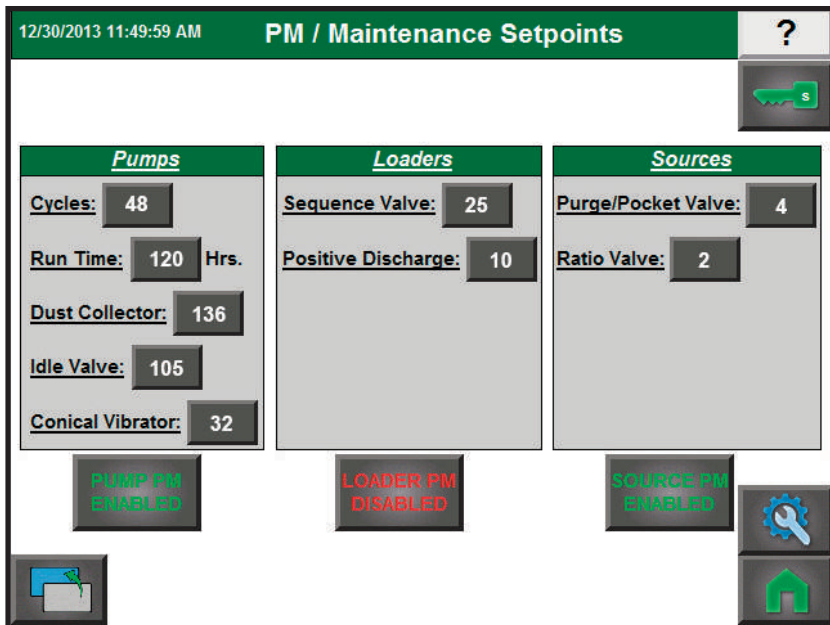 12/30/2013 11:49:59 AM PM / Maintenance Setpoints ?
S
Pumps
Cycles: 48
Run Time: 120 Hrs.
Dust Collector: 136
Idle Valve: 105
Conical Vibrator: 32
Loaders
Sequence Valve: 25
Positive Discharge: 10
Sources
Purge/Pocket Valve: 4
Ratio Valve: 2
PUMP PM
ENABLED
LOADER PM
DISABLED
SOURCE PM
ENABLED